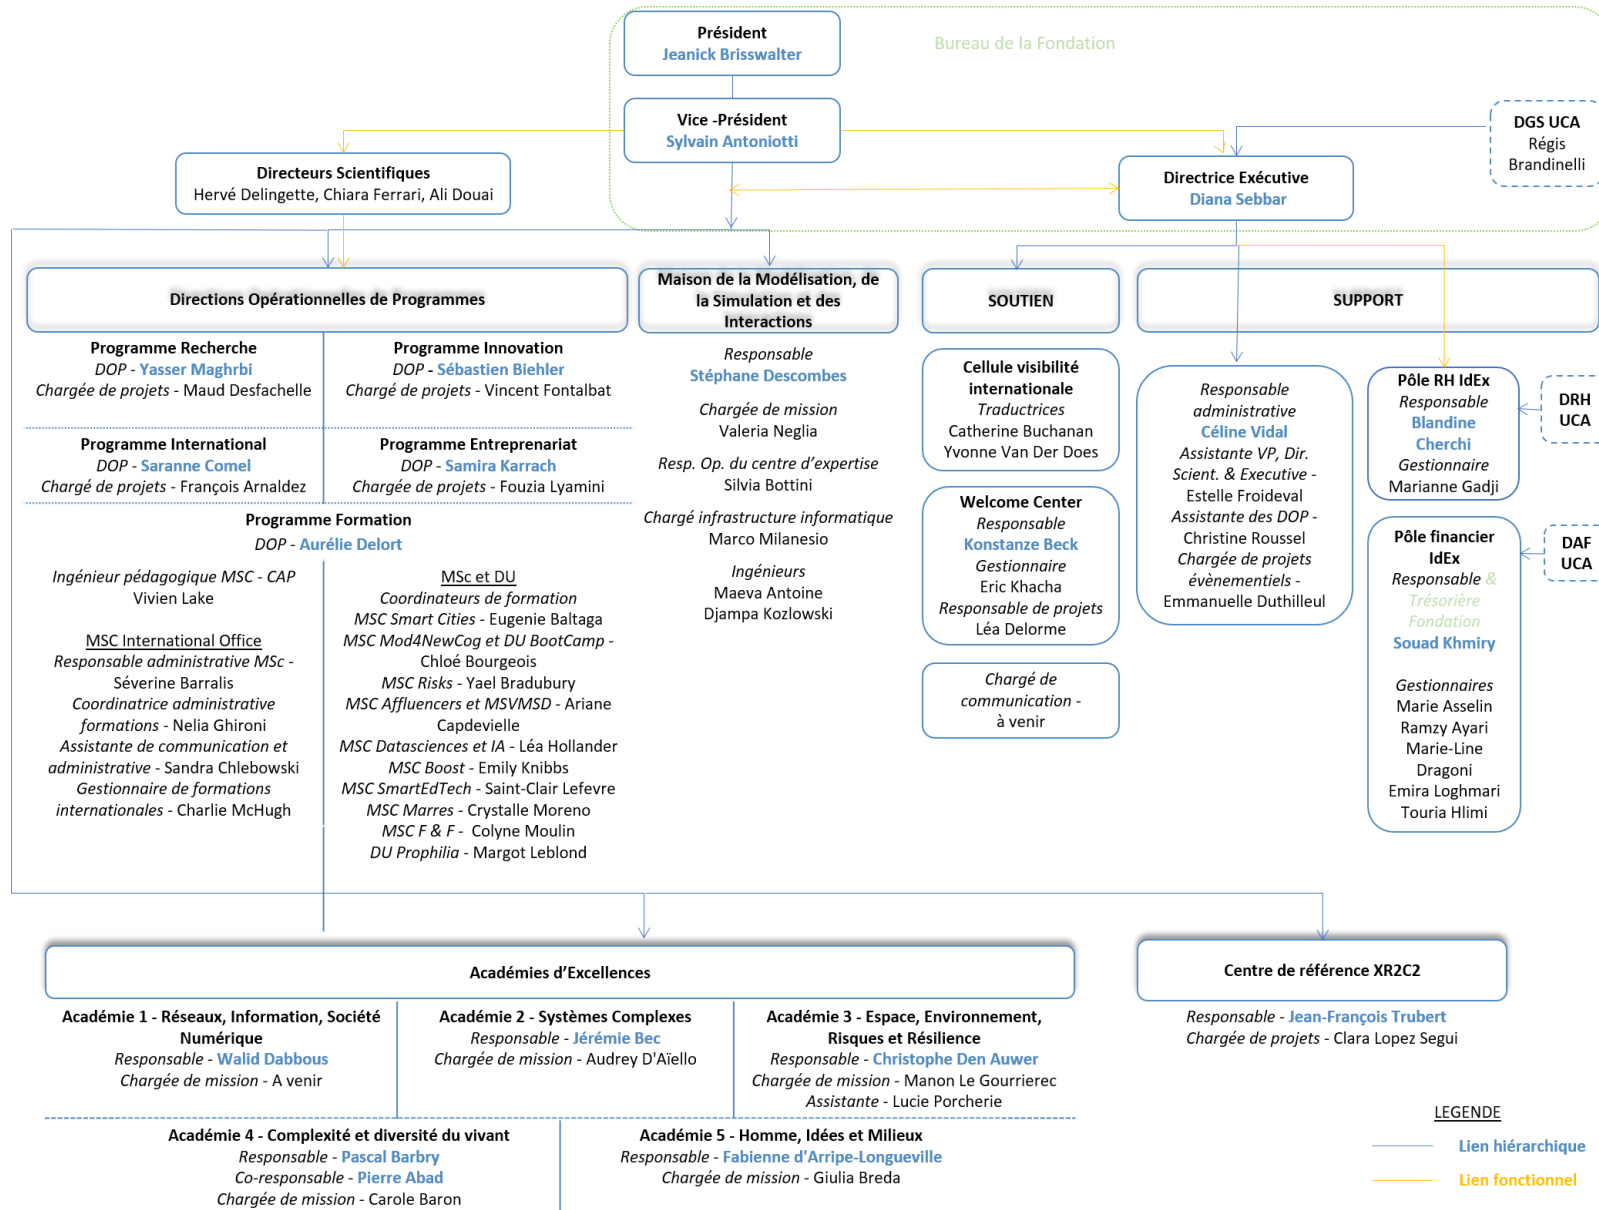 Président
Jeanick Brisswalter
Bureau de la Fondation
Vice -Président
Sylvain Antoniotti
DGS UCA
Régis
Brandinelli
Directeurs Scientifiques
Hervé Delingette, Chiara Ferrari, Ali Douai
Directrice Exécutive
Diana Sebbar
Directions Opérationnelles de Programmes
Programme Recherche
DOP - Yasser Maghrbi
Chargée de projets - Maud Desfachelle
Programme Innovation
DOP - Sébastien Biehler
Chargé de projets - Vincent Fontalbat
Programme International
DOP - Saranne Comel
Chargé de projets - François Arnaldez
Programme Entreprenariat
DOP - Samira Karrach
Chargée de projets - Fouzia Lyamini
Programme Formation
DOP - Aurélie Delort
Ingénieur pédagogique MSC - CAP
Vivien Lake
MSC International Office
Responsable administrative MSc -
Séverine Barralis
Coordinatrice administrative
formations - Nelia Ghironi
Assistante de communication et
administrative - Sandra Chlebowski
Gestionnaire de formations
internationales - Charlie McHugh
MSc et DU
Coordinateurs de formation
MSC Smart Cities - Eugenie Baltaga
MSC Mod4NewCog et DU BootCamp -
Chloé Bourgeois
MSC Risks - Yael Bradubury
MSC Affluencers et MSVMSD - Ariane
Capdevielle
MSC Datasciences et IA - Léa Hollander
MSC Boost - Emily Knibbs
MSC SmartEdTech - Saint-Clair Lefevre
MSC Marres - Crystalle Moreno
MSC F & F - Colyne Moulin
DU Prophilia - Margot Leblond
Maison de la Modélisation, de
la Simulation et des
Interactions
Responsable
Stéphane Descombes
Chargée de mission
Valeria Neglia
Resp. Op. du centre d'expertise
Silvia Bottini
Chargé infrastructure informatique
Marco Milanesio
Ingénieurs
Maeva Antoine
Djampa Kozlowski
SOUTIEN
Cellule visibilité
internationale
Traductrices
Catherine Buchanan
Yvonne Van Der Does
Welcome Center
Responsable
Konstanze Beck
Gestionnaire
Eric Khacha
Responsable de projets
Léa Delorme
Chargé de
communication -
à venir
SUPPORT
Responsable
administrative
Céline Vidal
Assistante VP, Dir.
Scient. & Executive -
Estelle Froideval
Assistante des DOP -
Christine Roussel
Chargée de projets
évènementiels -
Emmanuelle Duthilleul
Pôle RH IdEx
Responsable
Blandine
Cherchi
Gestionnaire
Marianne Gadji
DRH
UCA
Pôle financier
IdEx
Responsable &
Trésorière
Fondation
Souad Khmiry
Gestionnaires
Marie Asselin
Ramzy Ayari
Marie-Line
Dragoni
Emira Loghmari
Touria Hlimi
DAF
UCA
Académies d'Excellences
Académie 1 - Réseaux, Information, Société
Numérique
Responsable - Walid Dabbous
Chargée de mission - A venir
Académie 2 - Systèmes Complexes
Responsable - Jérémie Bec
Chargée de mission - Audrey D'Aïello
Académie 3 - Espace, Environnement,
Risques et Résilience
Responsable - Christophe Den Auwer
Chargée de mission - Manon Le Gourrierec
Assistante - Lucie Porcherie
Académie 4 - Complexité et diversité du vivant
Responsable - Pascal Barbry
Co-responsable - Pierre Abad
Chargée de mission - Carole Baron
Académie 5 - Homme, Idées et Milieux
Responsable - Fabienne d'Arripe-Longueville
Chargée de mission - Giulia Breda
Centre de référence XR2C2
Responsable - Jean-François Trubert
Chargée de projets - Clara Lopez Segui
LEGENDE
Lien hiérarchique
Lien fonctionnel